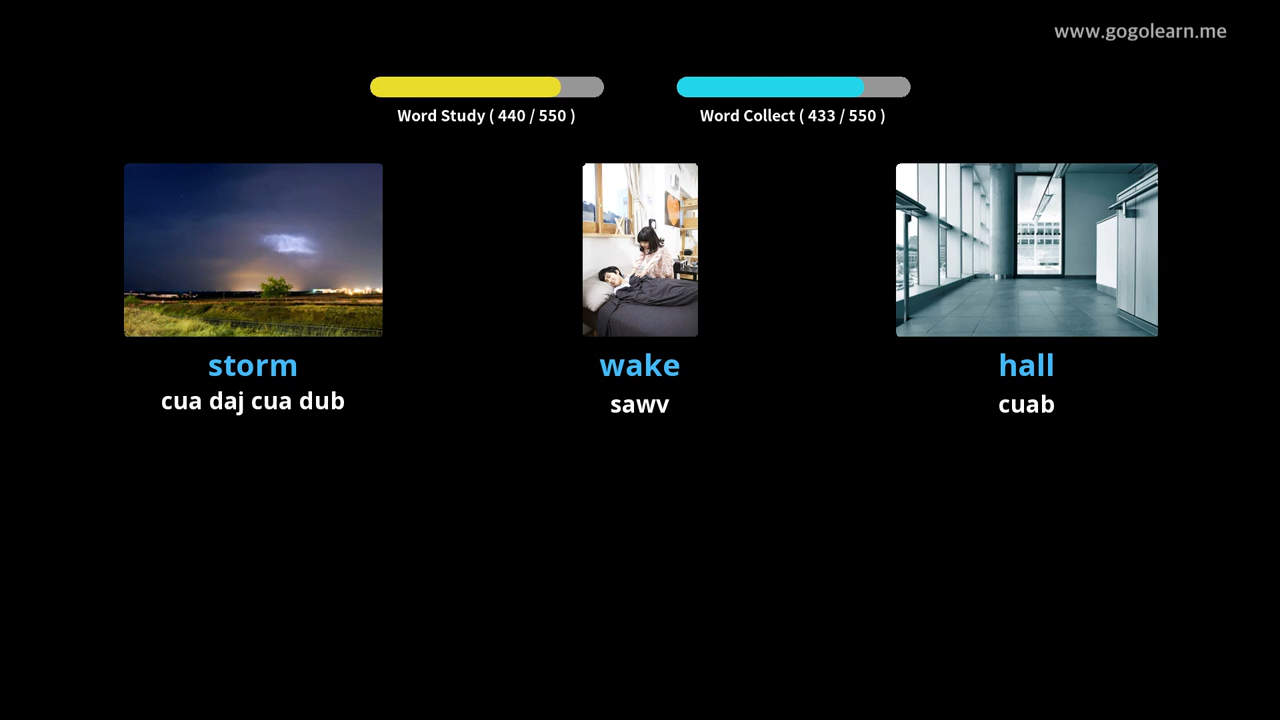 www.gogolearn.me
Word Study ( 440 / 550 )
Word Collect ( 433 / 550 )
storm
cua daj cua dub
wake
sawv
hall
cuab